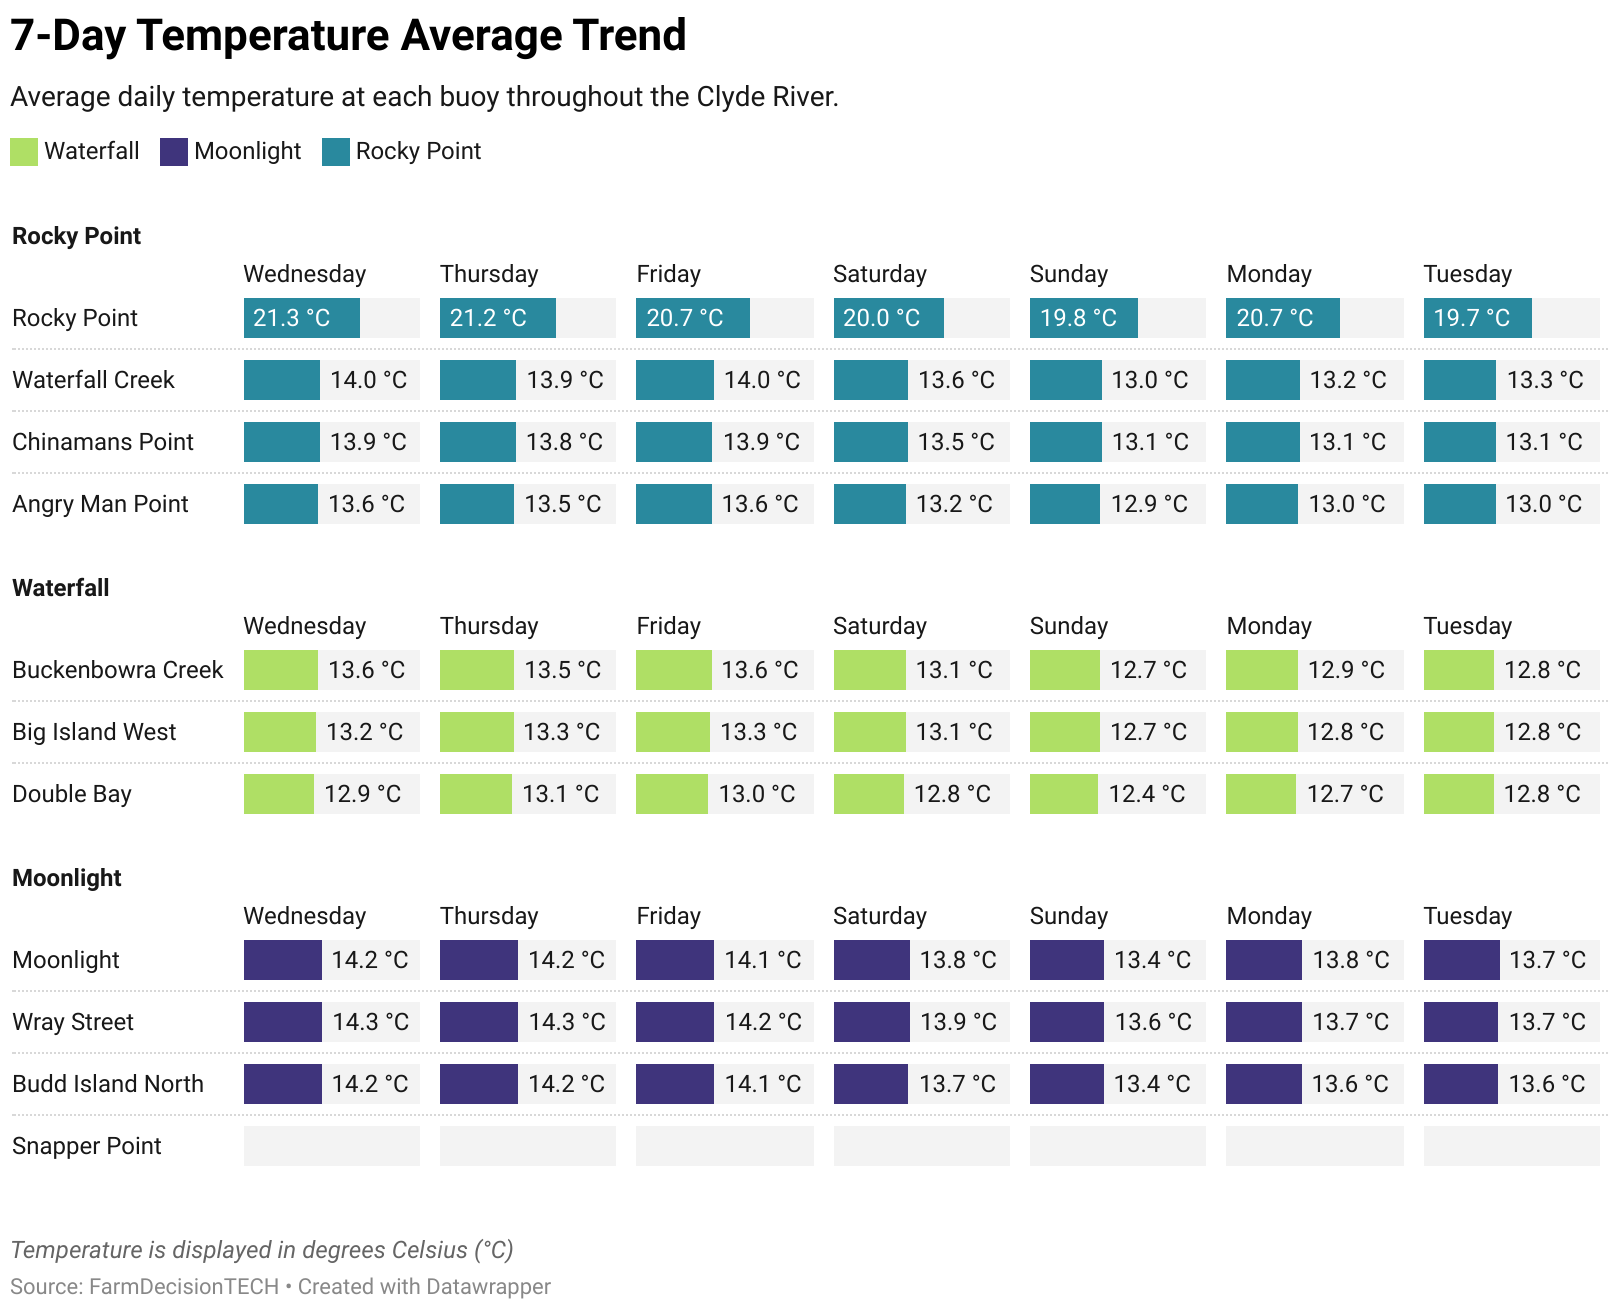 7-Day Temperature Average Trend
Average daily temperature at each buoy throughout the Clyde River.
Waterfall Moonlight Rocky Point
Rocky Point
Wednesday Thursday Friday Saturday Sunday Monday Tuesday
Rocky Point 21.3 °C 21.2 °C 20.7 °C 20.0 °C 19.8 °C 20.7 °C 19.7 °C
Waterfall Creek 14.0 °C 13.9 °C 14.0 °C 13.6 °C 13.0 °C 13.2 °C 13.3 °C
Chinamans Point 13.9 °C 13.8 °C 13.9 °C 13.5 °C 13.1 °C 13.1 °C 13.1 °C
Angry Man Point 13.6 °C 13.5 °C 13.6 °C 13.2 °C 12.9 °C 13.0 °C 13.0 °C
Waterfall
Wednesday Thursday Friday Saturday Sunday Monday Tuesday
Buckenbowra Creek 13.6 °C 13.5 °C 13.6 °C 13.1 °C 12.7 °C 12.9 °C 12.8 °C
Big Island West 13.2 °C 13.3 °C 13.3 °C 13.1 °C 12.7 °C 12.8 °C 12.8 °C
Double Bay 12.9 °C 13.1 °C 13.0 °C 12.8 °C 12.4 °C 12.7 °C 12.8 °C
Moonlight
Wednesday Thursday Friday Saturday Sunday Monday Tuesday
Moonlight 14.2 °C 14.2 °C 14.1 °C 13.8 °C 13.4 °C 13.8 °C 13.7 °C
Wray Street 14.3 °C 14.3 °C 14.2 °C 13.9 °C 13.6 °C 13.7 °C 13.7 °C
Budd Island North 14.2 °C 14.2 °C 14.1 °C 13.7 °C 13.4 °C 13.6 °C 13.6 °C
Snapper Point
Temperature is displayed in degrees Celsius (°C)
Source: FarmDecisionTECH • Created with Datawrapper